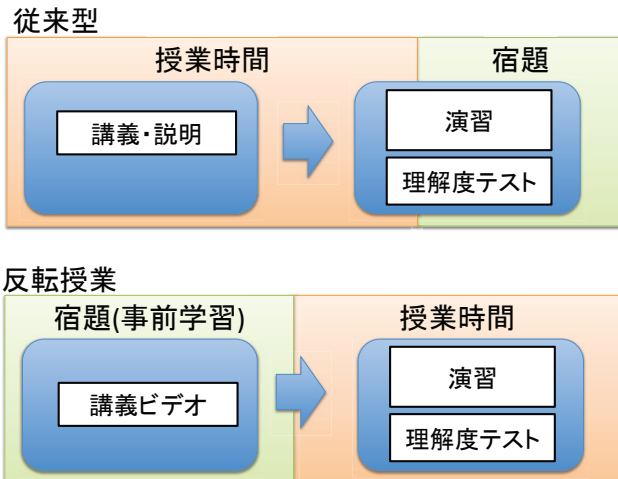 従来型
授業時間
宿題
講義・説明
演習
理解度テスト
反転授業
宿題(事前学習)
授業時間
講義ビデオ
演習
理解度テスト